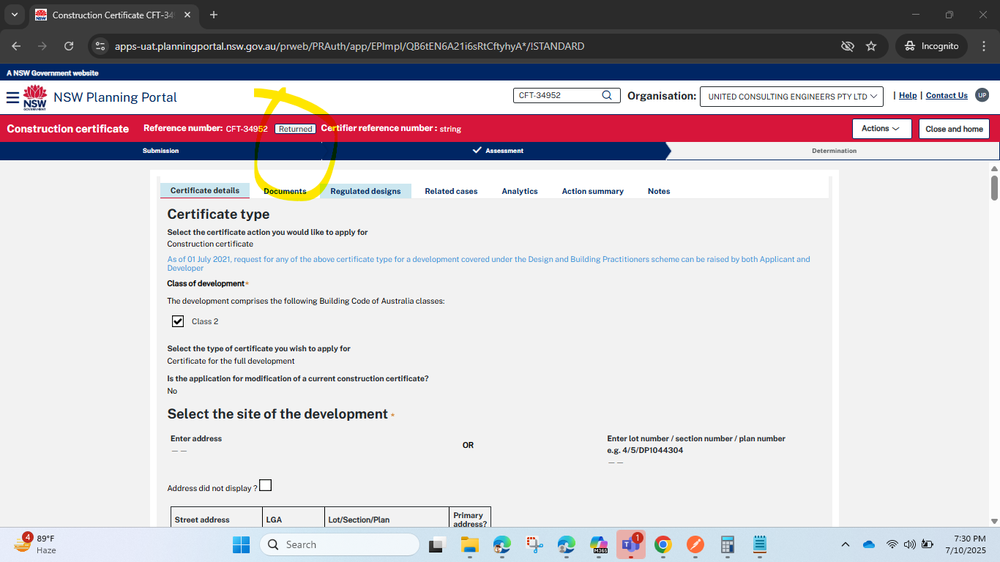 Construction Certificate CFT-34
apps-uat.planningportal.nsw.gov.au/prweb/PRAuth/app/EPImpl/QB6tEN6A21i6sRtCftyhyA*/!STANDARD
Incognito
A NSW Government website
NSW GOVERNMENT
NSW Planning Portal
CFT-34952
Organisation:
UNITED CONSULTING ENGINEERS PTY LTD
| Help | Contact Us
UP
Construction certificate
Reference number: CFT-34952 Returned Certifier reference number : string
Actions
Close and home
Submission
Assessment
Determination
Certificate details
Documents
Regulated designs
Related cases
Analytics
Action summary
Notes
Certificate type
Select the certificate action you would like to apply for
Construction certificate
As of 01 July 2021, request for any of the above certificate type for a development covered under the Design and Building Practitioners scheme can be raised by both Applicant and
Developer
Class of development*
The development comprises the following Building Code of Australia classes:
Class 2
Select the type of certificate you wish to apply for
Certificate for the full development
Is the application for modification of a current construction certificate?
No
Select the site of the development *
Enter address
— —
OR
Enter lot number / section number / plan number
e.g. 4/5/DP1044304
— —
Address did not display ?
Street address
LGA
Lot/Section/Plan
Primary
address?
4
89°F
Haze
Search
M365
1
7:30 PM
7/10/2025